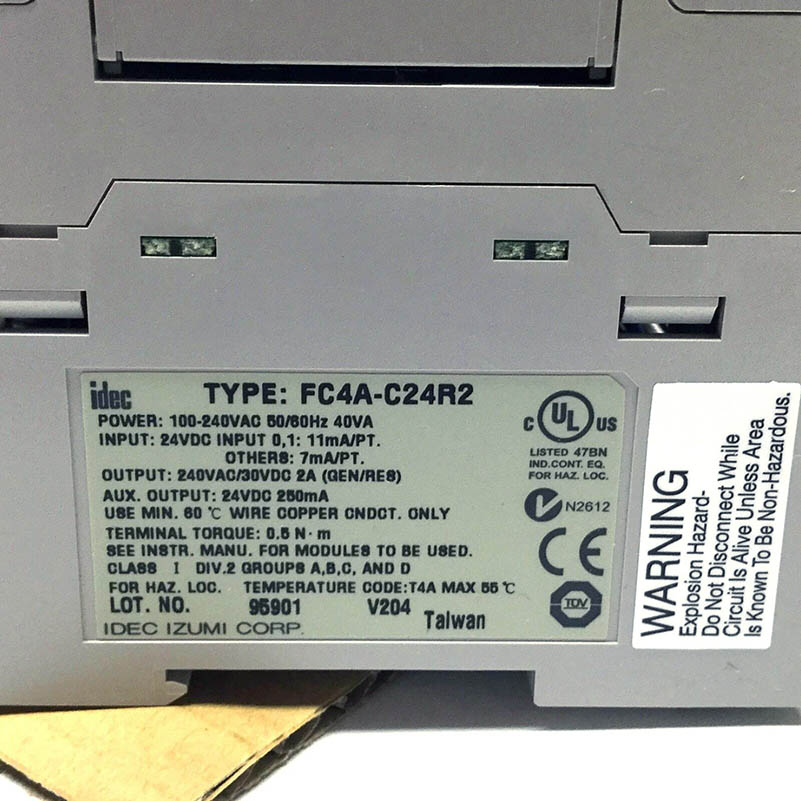 idec TYPE: FC4A-C24R2
POWER: 100-240VAC 50/60Hz 40VA
INPUT: 24VDC INPUT 0,1: 11mA/PT.
OTHERS: 7mA/PT.
OUTPUT: 240VAC/30VDC 2A (GEN/RES)
AUX. OUTPUT: 24VDC 250mA
USE MIN. 60 ℃ WIRE COPPER CNDCT. ONLY
TERMINAL TORQUE: 0.5 N·m
SEE INSTR. MANU. FOR MODULES TO BE USED.
CLASS I DIV.2 GROUPS A,B,C, AND D
FOR HAZ. LOC. TEMPERATURE CODE:T4A MAX 55 ℃
LOT. NO. 95901 V204 Taiwan
IDEC IZUMI CORP.
C UL US
LISTED 47BN
IND.CONT. EQ.
FOR HAZ. LOC.
N2612
CE
TÜV
WARNING
Explosion Hazard-
Do Not Disconnect While
Circuit Is Alive Unless Area
Is Known To Be Non-Hazardous.